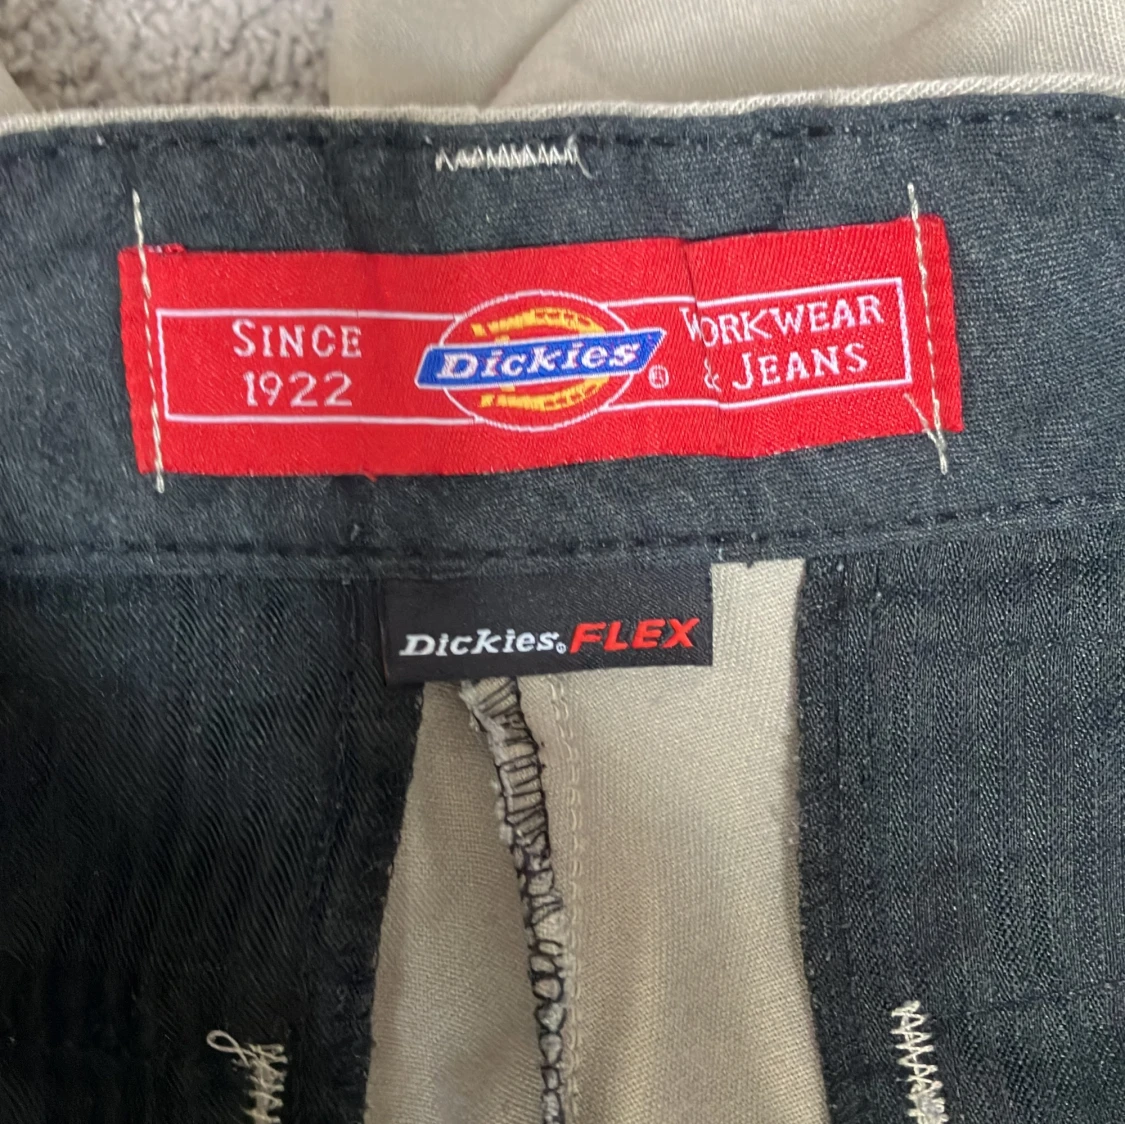 SINCE
1922
Dickies®
WORKWEAR
& JEANS
Dickies® FLEX